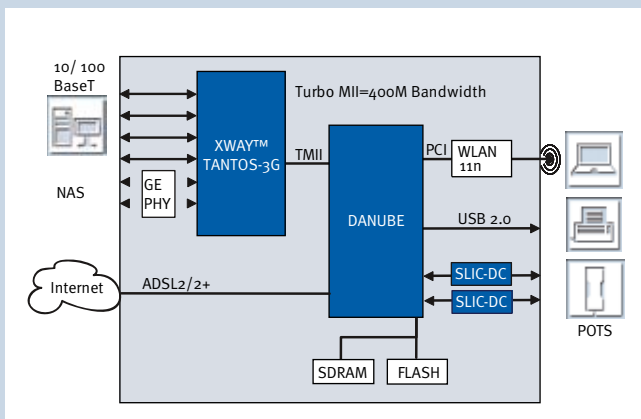 10/ 100
BaseT
NAS
Internet
ADSL2/2+
GE
PHY
XWAY™
TANTOS-3G
Turbo MII=400M Bandwidth
TMII
DANUBE
PCI
WLAN
11n
USB 2.0
SLIC-DC
SLIC-DC
POTS
SDRAM
FLASH